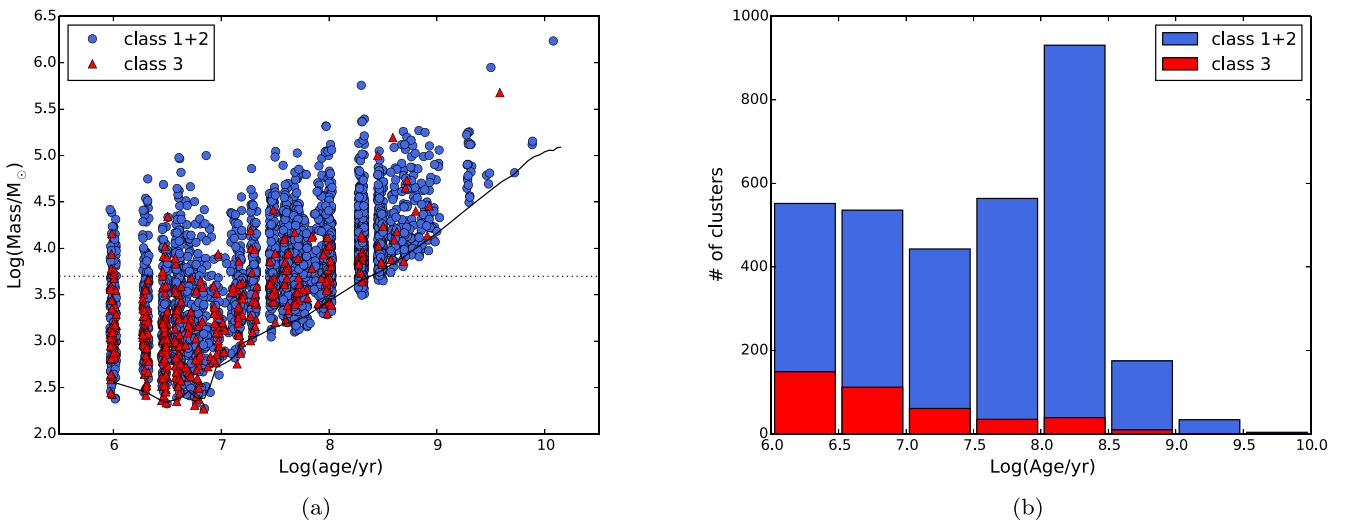 6.5
6.0
5.5
5.0
4.5
4.0
3.5
3.0
2.5
2.0
Log(Mass/M☉)
class 1+2
class 3
6 7 8 9 10
Log(age/yr)
(a)
1000
800
600
400
200
0
# of clusters
class 1+2
class 3
6.0 6.5 7.0 7.5 8.0 8.5 9.0 9.5 10.0
Log(Age/yr)
(b)